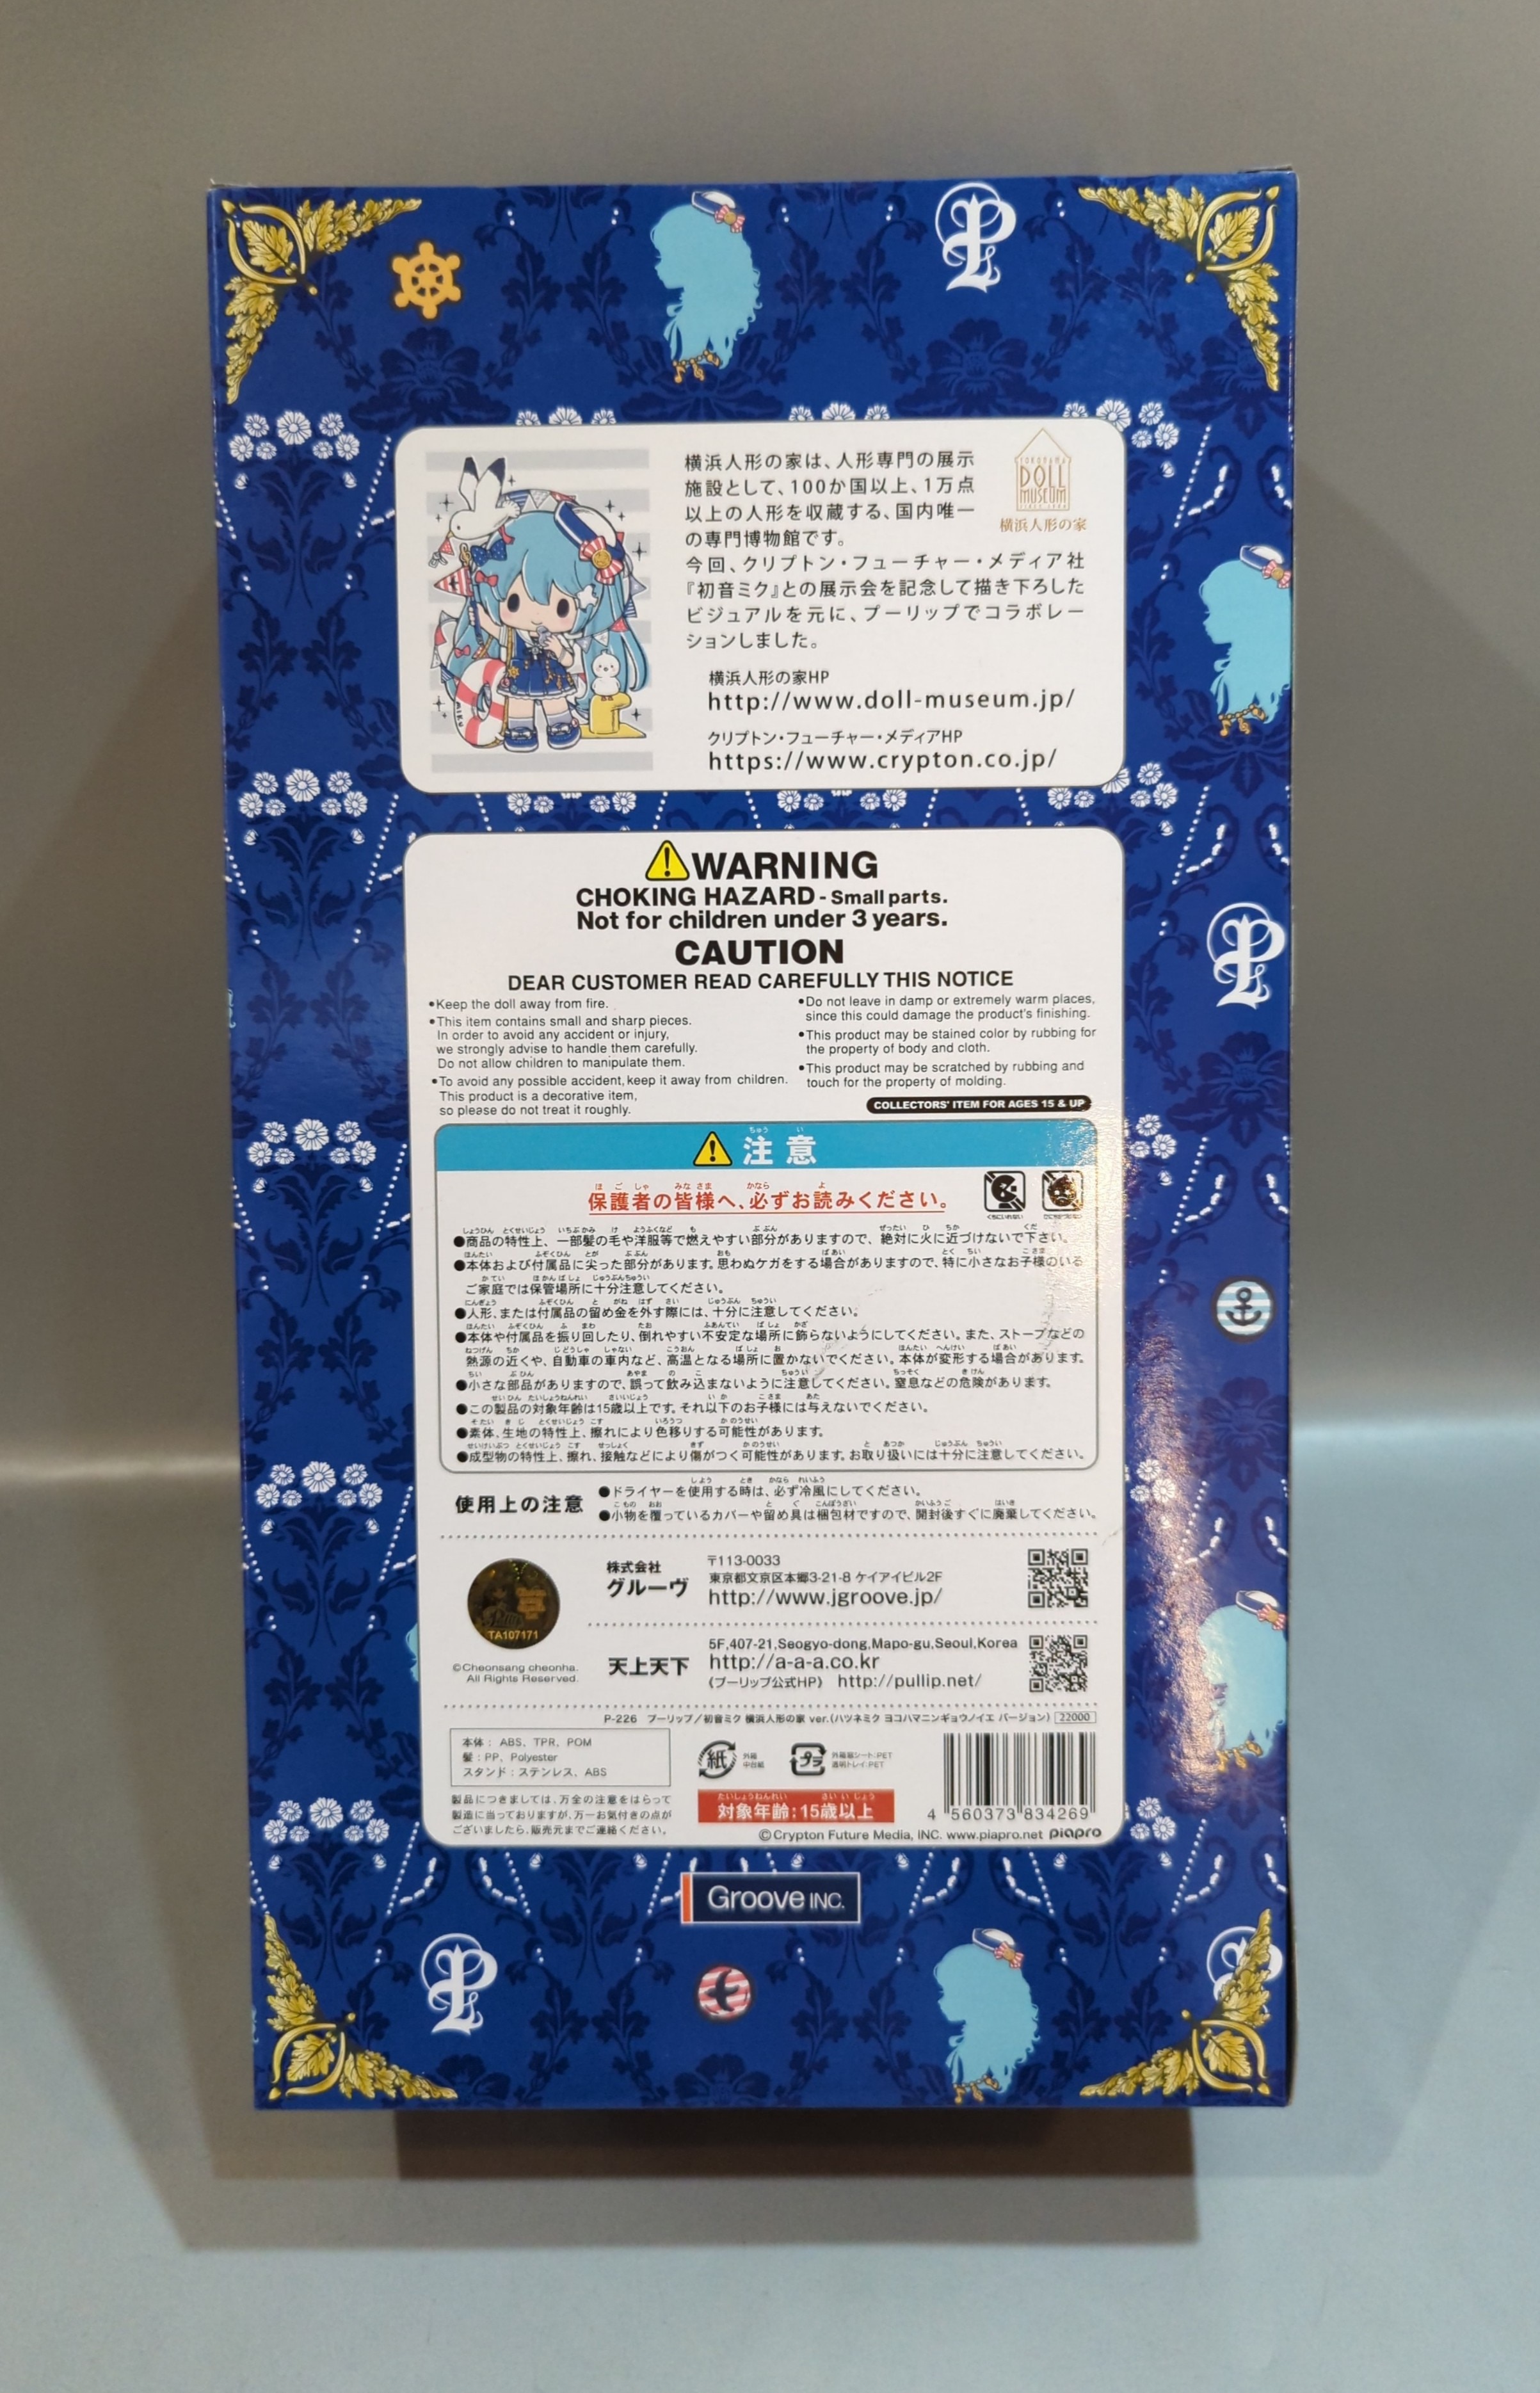 横浜人形の家は、人形専門の展示
施設として、100か国以上、1万点
以上の人形を収蔵する、国内唯一
の専門博物館です。
今回、クリプトン・フューチャー・メディア社
『初音ミク』との展示会を記念して描き下ろした
ビジュアルを元に、プーリップでコラボレー
ションしました。
YOKOHAMA
DOLL
MUSEUM
横浜人形の家
横浜人形の家HP
http://www.doll-museum.jp/
クリプトン・フューチャー・メディアHP
https://www.crypton.co.jp/
WARNING
CHOKING HAZARD - Small parts.
Not for children under 3 years.
CAUTION
DEAR CUSTOMER READ CAREFULLY THIS NOTICE
●Keep the doll away from fire.
●This item contains small and sharp pieces.
In order to avoid any accident or injury,
we strongly advise to handle them carefully.
Do not allow children to manipulate them.
●To avoid any possible accident, keep it away from children.
This product is a decorative item,
so please do not treat it roughly.
●Do not leave in damp or extremely warm places,
since this could damage the product's finishing.
●This product may be stained color by rubbing for
the property of body and cloth.
●This product may be scratched by rubbing and
touch for the property of molding.
COLLECTORS' ITEM FOR AGES 15 & UP
注意
保護者の皆様へ、必ずお読みください。
●商品の特性上、一部髪の毛や洋服等で燃えやすい部分がありますので、絶対に火に近づけないで下さい。
●本体および付属品に尖った部分があります。思わぬケガをする場合がありますので、特に小さなお子様のいる
ご家庭では保管場所に十分注意してください。
●人形、または付属品の留め金を外す際には、十分に注意してください。
●本体や付属品を振り回したり、倒れやすい不安定な場所に飾らないようにしてください。また、ストーブなどの
熱源の近くや、自動車の車内など、高温となる場所に置かないでください。本体が変形する場合があります。
●小さな部品がありますので、誤って飲み込まないように注意してください。窒息などの危険があります。
●この製品の対象年齢は15歳以上です。それ以下のお子様には与えないでください。
●素体、生地の特性上、擦れにより色移りする可能性があります。
●成型物の特性上、擦れ、接触などにより傷がつく可能性があります。お取り扱いには十分に注意してください。
使用上の注意
●ドライヤーを使用する時は、必ず冷風にしてください。
●小物を覆っているカバーや留め具は梱包材ですので、開封後すぐに廃棄してください。
TA107171
©Cheonsang cheonha.
All Rights Reserved.
株式会社
グルーヴ
〒113-0033
東京都文京区本郷3-21-8 ケイアイビル2F
http://www.jgroove.jp/
天上天下
5F,407-21,Seogyo-dong,Mapo-gu,Seoul,Korea
http://a-a-a.co.kr
《プーリップ公式HP》 http://pullip.net/
P-226 プーリップ／初音ミク 横浜人形の家 ver.(ハツネミク ヨコハマニンギョウノイエ バージョン) 22000
本体： ABS、TPR、POM
髪：PP、Polyester
スタンド：ステンレス、ABS
製品につきましては、万全の注意をはらって
製造に当っておりますが、万一お気付きの点が
ございましたら、販売元までご連絡ください。
紙
外箱
中台紙
プラ
外箱窓シート:PET
透明トレイ:PET
対象年齢：15歳以上
4 560373 834269
©Crypton Future Media, INC. www.piapro.net piapro
Groove INC.